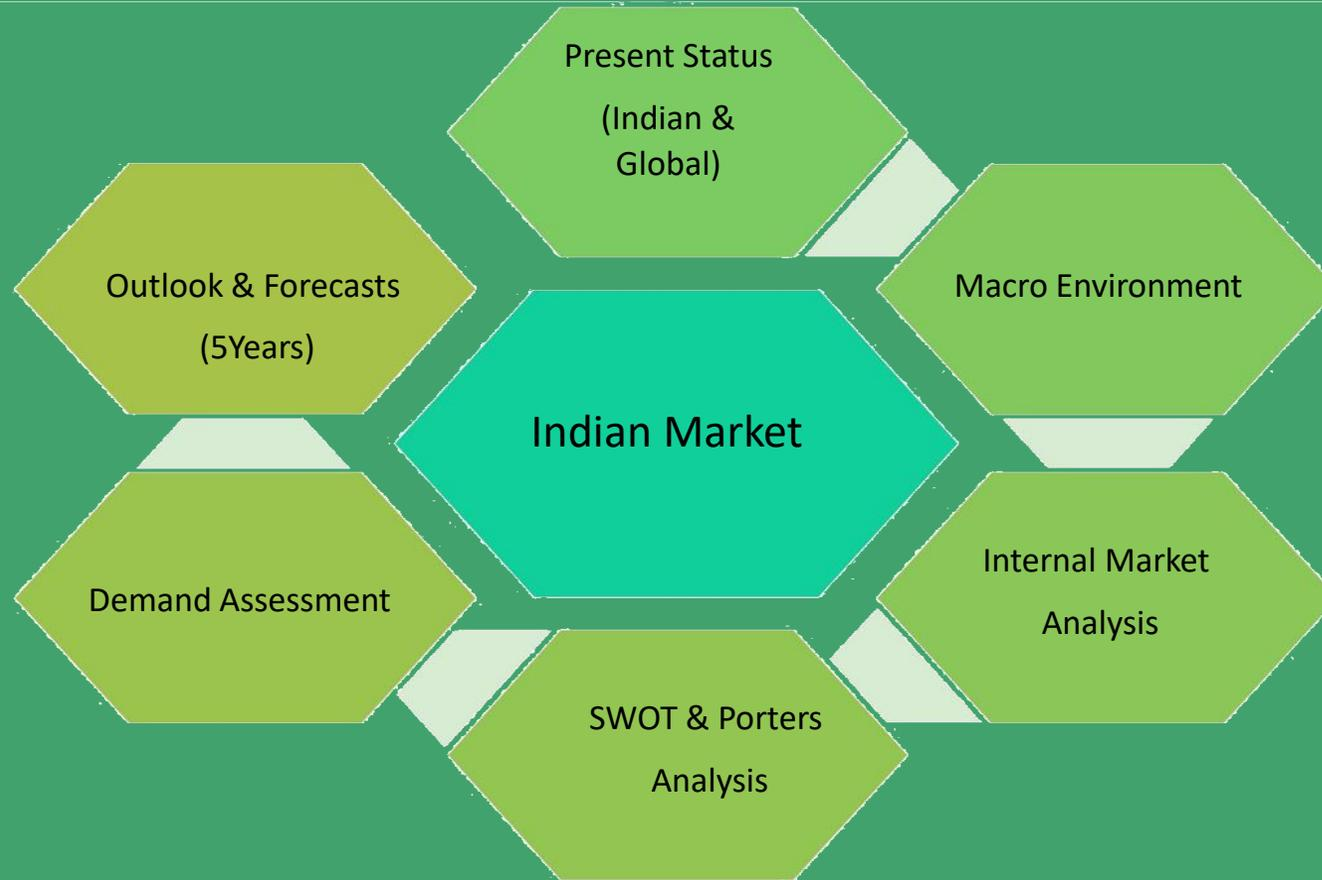 Present Status
(Indian &
Global)
Macro Environment
Internal Market
Analysis
SWOT & Porters
Analysis
Demand Assessment
Outlook & Forecasts
(5Years)
Indian Market